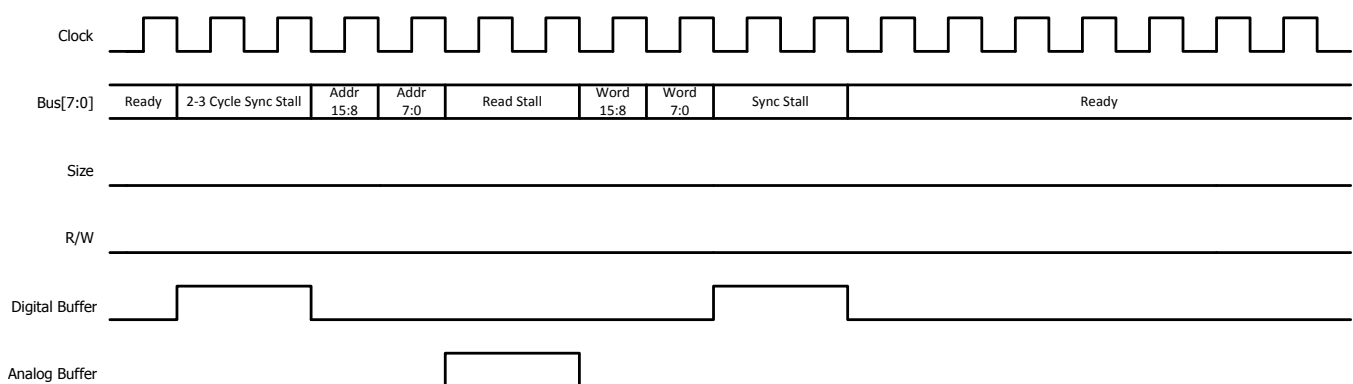 Clock
Bus[7:0]
Ready
2-3 Cycle Sync Stall
Addr
15:8
Addr
7:0
Read Stall
Word
15:8
Word
7:0
Sync Stall
Ready
Size
R/W
Digital Buffer
Analog Buffer